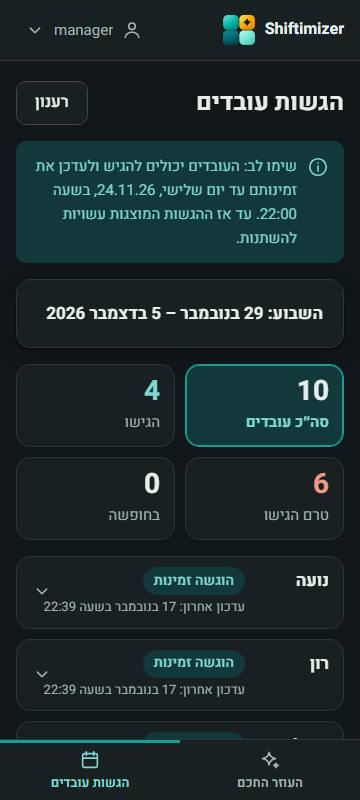 Shiftimizer
manager
הגשות עובדים
רענון
שימו לב: העובדים יכולים להגיש ולעדכן את
זמינותם עד יום שלישי, 24.11.26, בשעה
22:00. עד אז ההגשות המוצגות עשויות
להשתנות.
השבוע: 29 בנובמבר – 5 בדצמבר 2026
10
סה״כ עובדים
4
הגישו
6
טרם הגישו
0
בחופשה
נועה
הוגשה זמינות
עדכון אחרון: 17 בנובמבר בשעה 22:39
רון
הוגשה זמינות
עדכון אחרון: 17 בנובמבר בשעה 22:39
העוזר החכם
הגשות עובדים